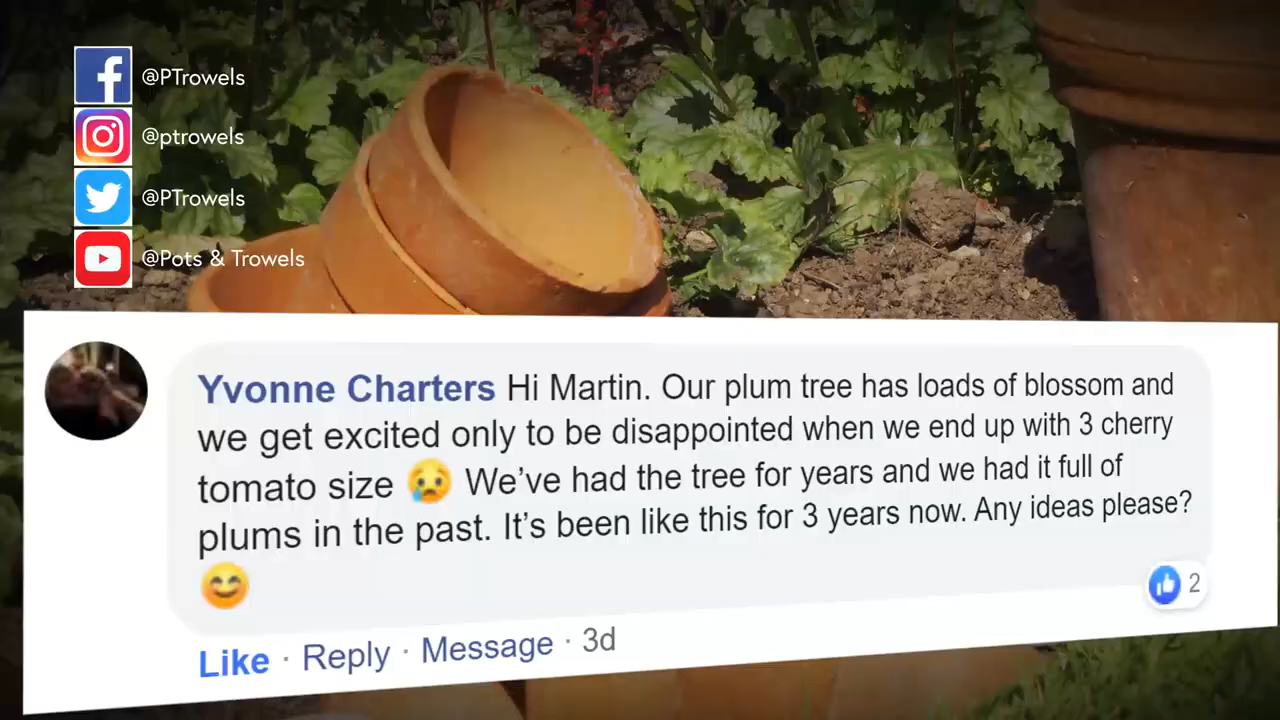 @PTrowels
@ptrowels
@PTrowels
@Pots & Trowels
Yvonne Charters Hi Martin. Our plum tree has loads of blossom and
we get excited only to be disappointed when we end up with 3 cherry
tomato size 😢 We’ve had the tree for years and we had it full of
plums in the past. It’s been like this for 3 years now. Any ideas please?
😊
2
Like · Reply · Message · 3d